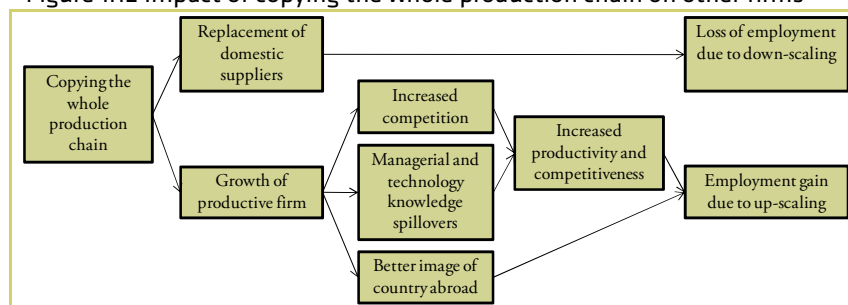 Figure 1.12 Impact of copying the whole production chain on other firms
Replacement of
domestic
suppliers
Loss of employment
due to down-scaling
Copying the
whole
production
chain
Increased
competition
Increased
productivity and
competitiveness
Managerial and
technology
knowledge
spillovers
Growth of
productive firm
Employment gain
due to up-scaling
Better image of
country abroad